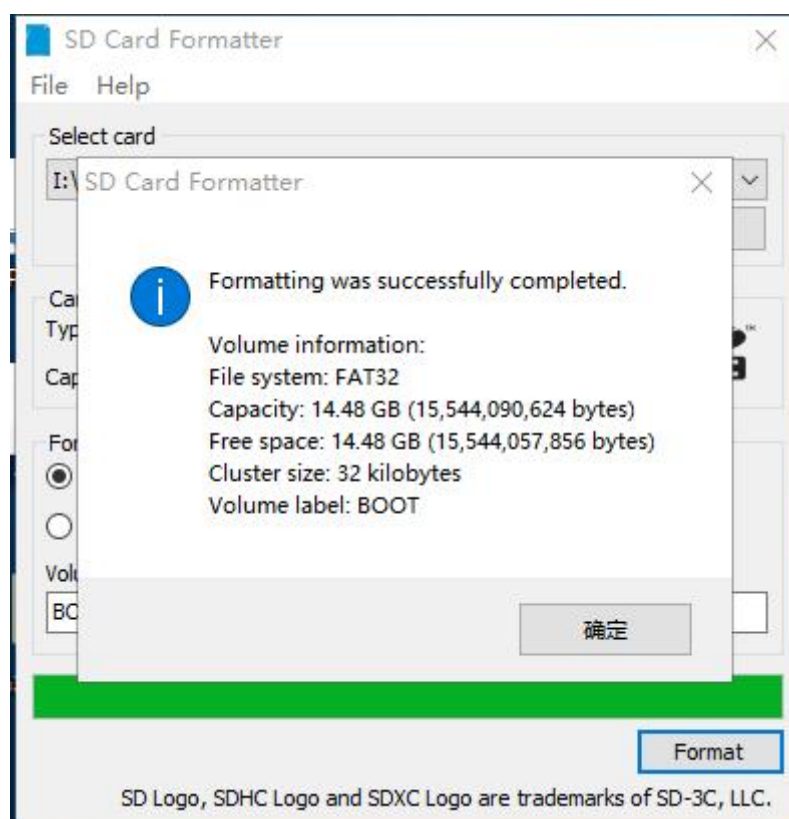 SD Card Formatter
File Help
Select card
I:\
SD Card Formatter
Formatting was successfully completed.
Volume information:
File system: FAT32
Capacity: 14.48 GB (15,544,090,624 bytes)
Free space: 14.48 GB (15,544,057,856 bytes)
Cluster size: 32 kilobytes
Volume label: BOOT
确定
Format
SD Logo, SDHC Logo and SDXC Logo are trademarks of SD-3C, LLC.